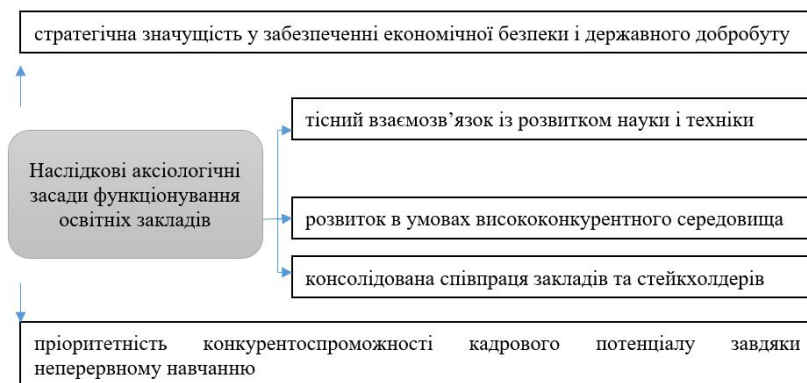 стратегічна значущість у забезпеченні економічної безпеки і державного добробуту
тісний взаємозв’язок із розвитком науки і техніки
Наслідкові аксіологічні
засади функціонування
освітніх закладів
розвиток в умовах висококонкурентного середовища
консолідована співпраця закладів та стейкхолдерів
пріоритетність конкурентоспроможності кадрового потенціалу завдяки
неперервному навчанню